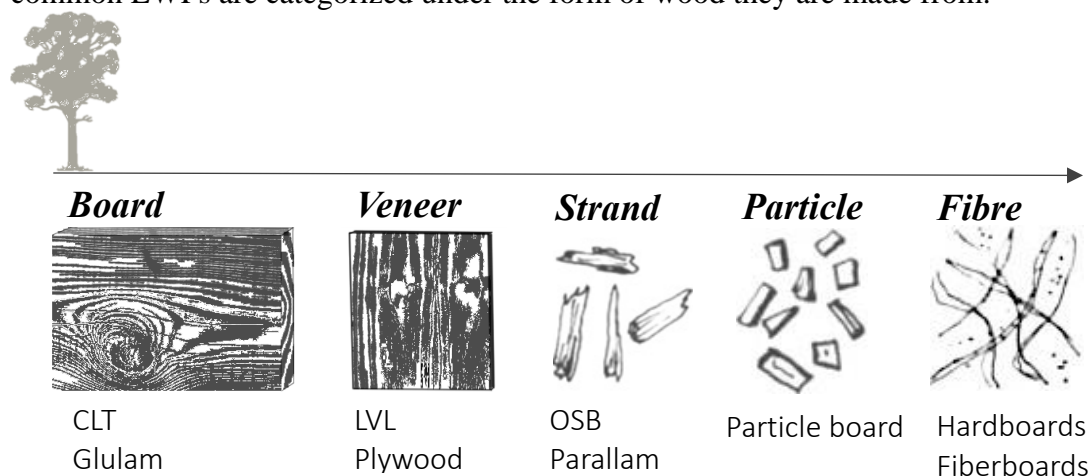 common EWPs are categorized under the form of wood they are made from.
Board
Veneer
Strand
Particle
Fibre
CLT
Glulam
LVL
Plywood
OSB
Parallam
Particle board
Hardboards
Fiberboards